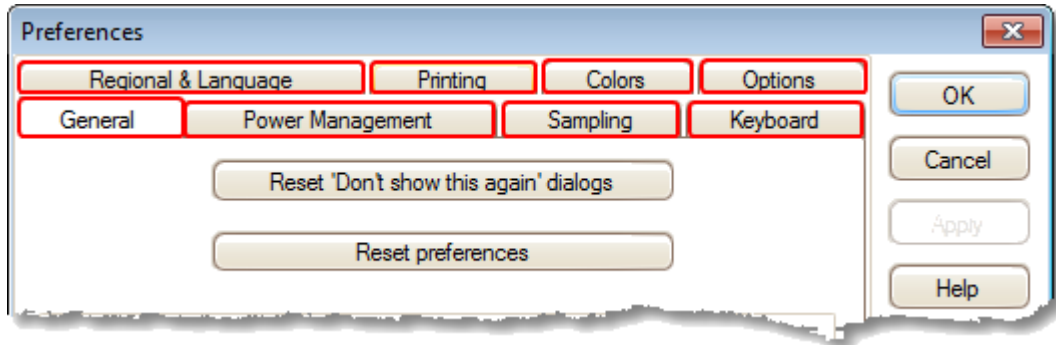 Preferences
Regional & Language Printing Colors Options
General Power Management Sampling Keyboard
Reset 'Don't show this again' dialogs
Reset preferences
OK
Cancel
Apply
Help